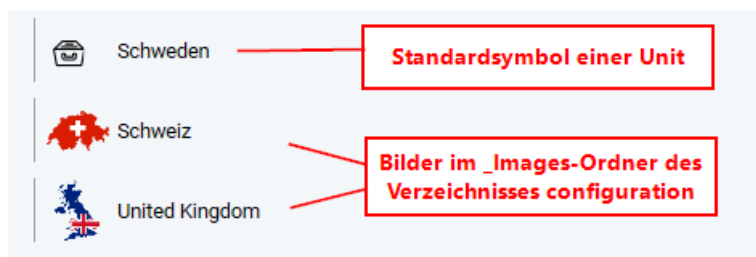 Schweden
Standardsymbol einer Unit
Schweiz
Bilder im _Images-Ordner des
Verzeichnisses configuration
United Kingdom